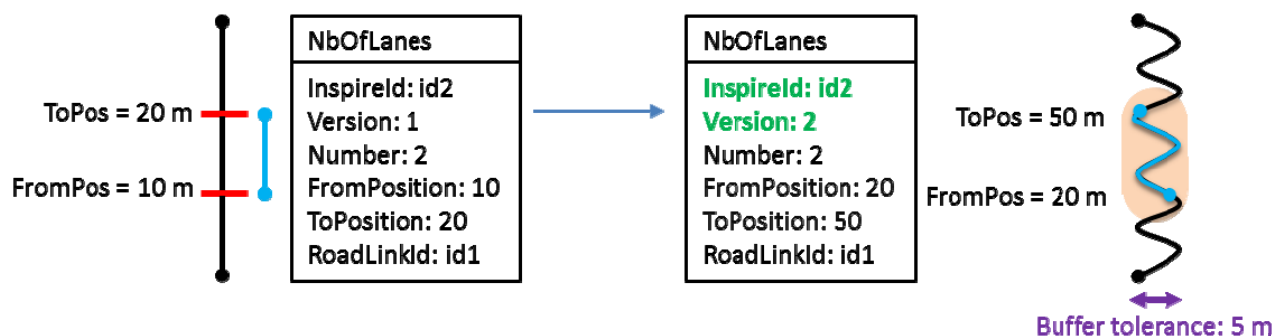 ToPos = 20 m
FromPos = 10 m
NbOfLanes
InspireId: id2
Version: 1
Number: 2
FromPosition: 10
ToPosition: 20
RoadLinkId: id1
NbOfLanes
InspireId: id2
Version: 2
Number: 2
FromPosition: 20
ToPosition: 50
RoadLinkId: id1
ToPos = 50 m
FromPos = 20 m
Buffer tolerance: 5 m